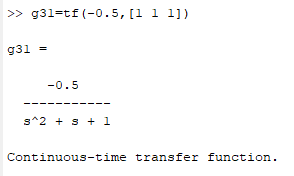 >> g31=tf(-0.5,[1 1 1])
g31 =
-0.5
-----------
s^2 + s + 1
Continuous-time transfer function.